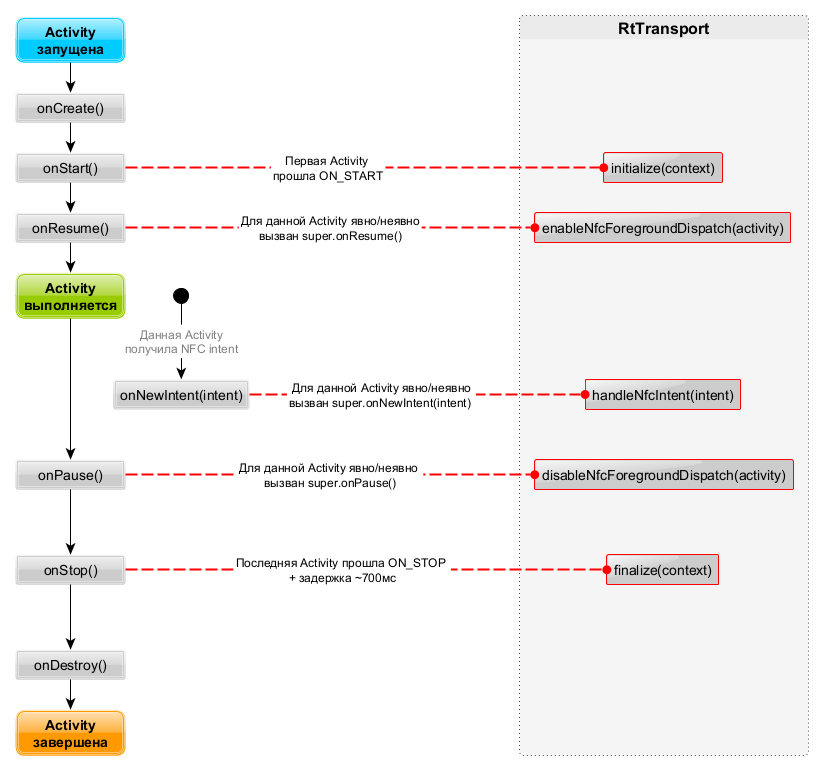 Activity
запущена
RtTransport
onCreate()
onStart()
Первая Activity
прошла ON_START
initialize(context)
onResume()
Для данной Activity явно/неявно
вызван super.onResume()
enableNfcForegroundDispatch(activity)
Activity
выполняется
Данная Activity
получила NFC intent
onNewIntent(intent)
Для данной Activity явно/неявно
вызван super.onNewIntent(intent)
handleNfcIntent(intent)
onPause()
Для данной Activity явно/неявно
вызван super.onPause()
disableNfcForegroundDispatch(activity)
onStop()
Последняя Activity прошла ON_STOP
+ задержка ~700мс
finalize(context)
onDestroy()
Activity
завершена